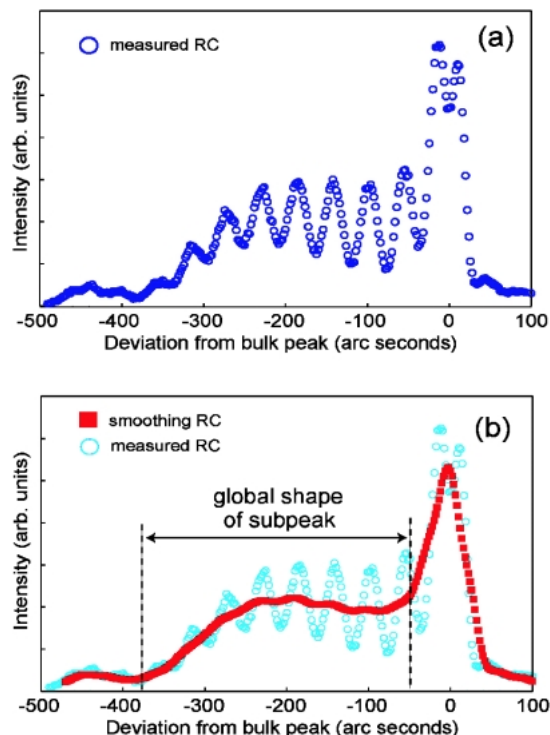 (a)
measured RC
Intensity (arb. units)
-500 -400 -300 -200 -100 0 100
Deviation from bulk peak (arc seconds)
(b)
smoothing RC
measured RC
global shape
of subpeak
Intensity (arb. units)
-500 -400 -300 -200 -100 0 100
Deviation from bulk peak (arc seconds)